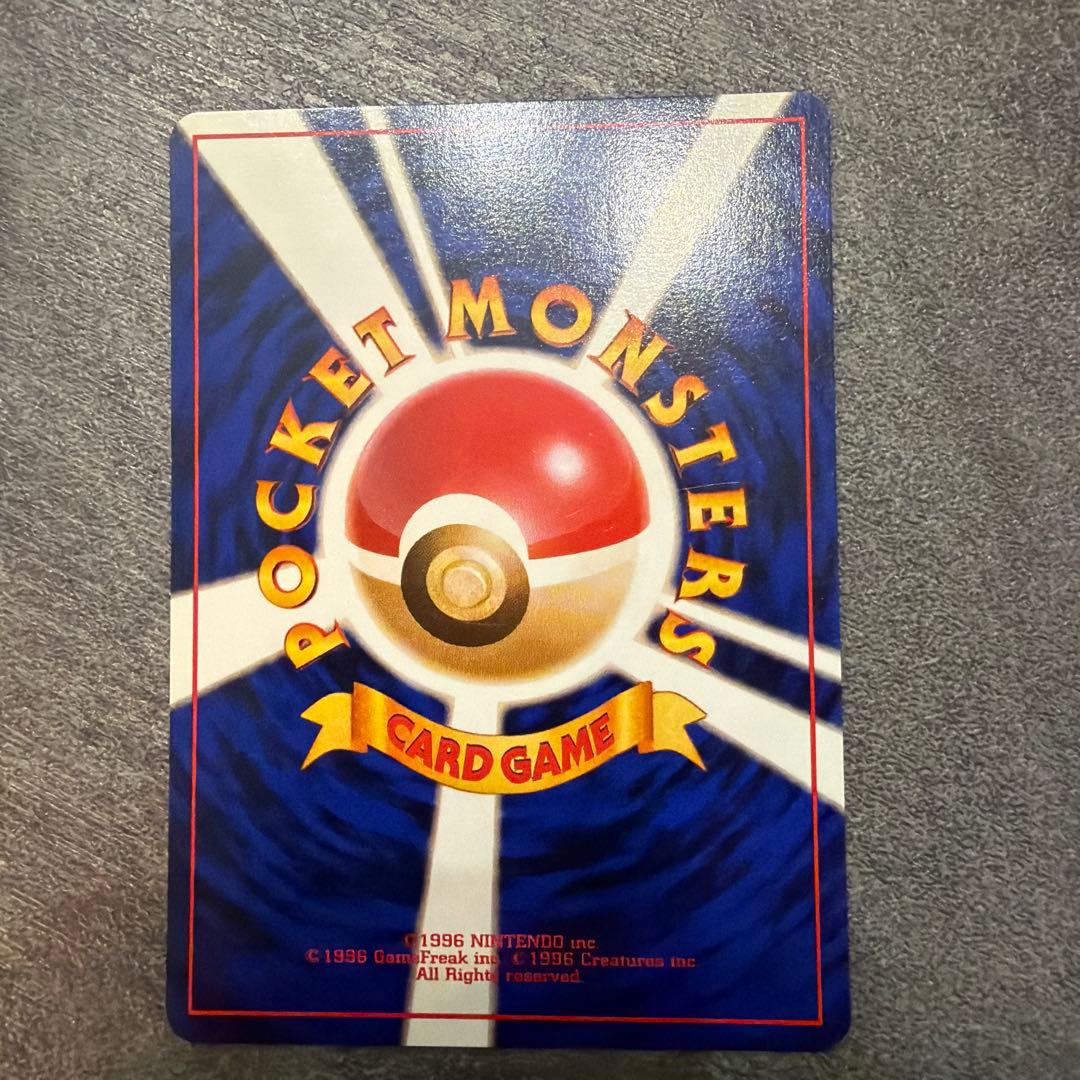 POCKET MONSTERS
CARD GAME
©1996 NINTENDO inc.
©1996 GameFreak inc. ©1996 Creatures inc.
All Rights reserved.